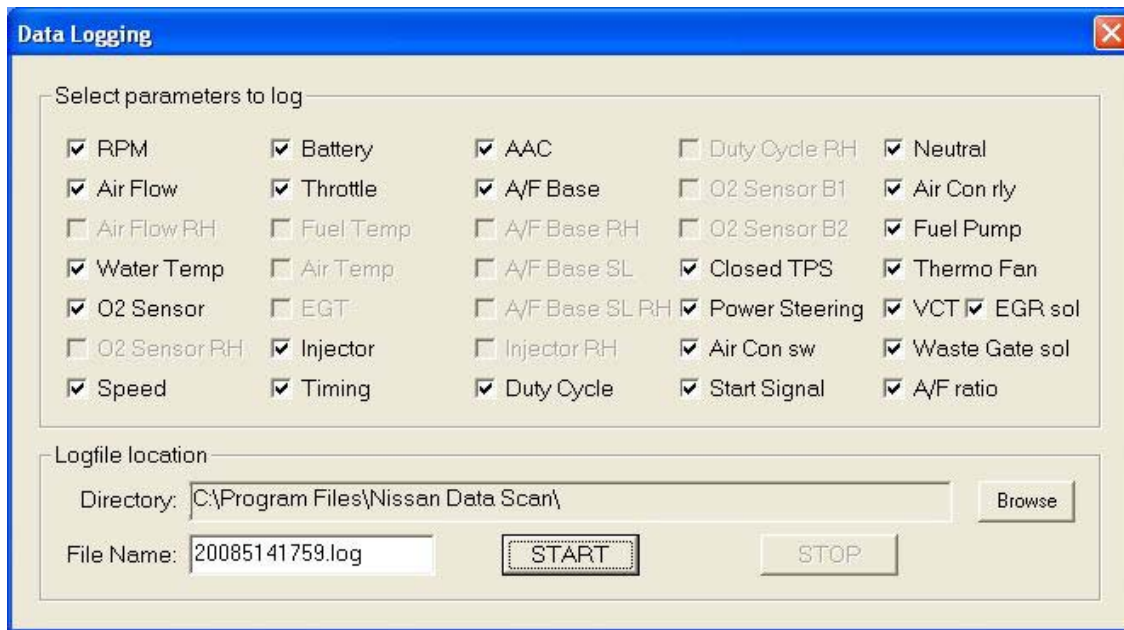 Data Logging
Select parameters to log
RPM Battery AAC Duty Cycle RH Neutral
Air Flow Throttle A/F Base O2 Sensor B1 Air Con rly
Air Flow RH Fuel Temp A/F Base RH O2 Sensor B2 Fuel Pump
Water Temp Air Temp A/F Base SL Closed TPS Thermo Fan
O2 Sensor EGT A/F Base SL RH Power Steering VCT EGR sol
O2 Sensor RH Injector Injector RH Air Con sw Waste Gate sol
Speed Timing Duty Cycle Start Signal A/F ratio
Logfile location
Directory: C:\Program Files\Nissan Data Scan\ Browse
File Name: 20085141759.log START STOP